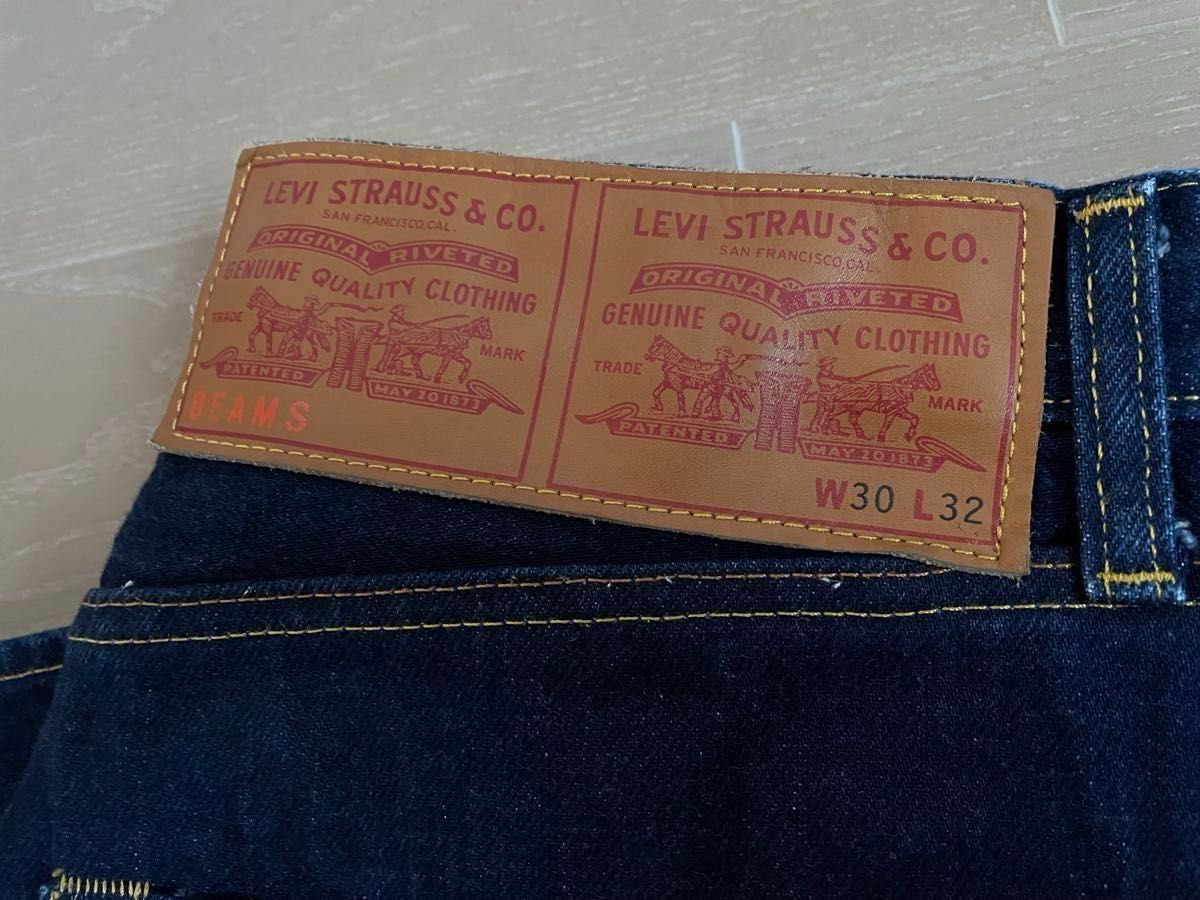 LEVI STRAUSS & CO.
SAN FRANCISCO, CAL.
ORIGINAL RIVETED
GENUINE QUALITY CLOTHING
TRADE MARK
PATENTED MAY 20 1873
BEAMS
LEVI STRAUSS & CO.
SAN FRANCISCO, CAL.
ORIGINAL RIVETED
GENUINE QUALITY CLOTHING
TRADE MARK
PATENTED MAY 20 1873
W30 L32